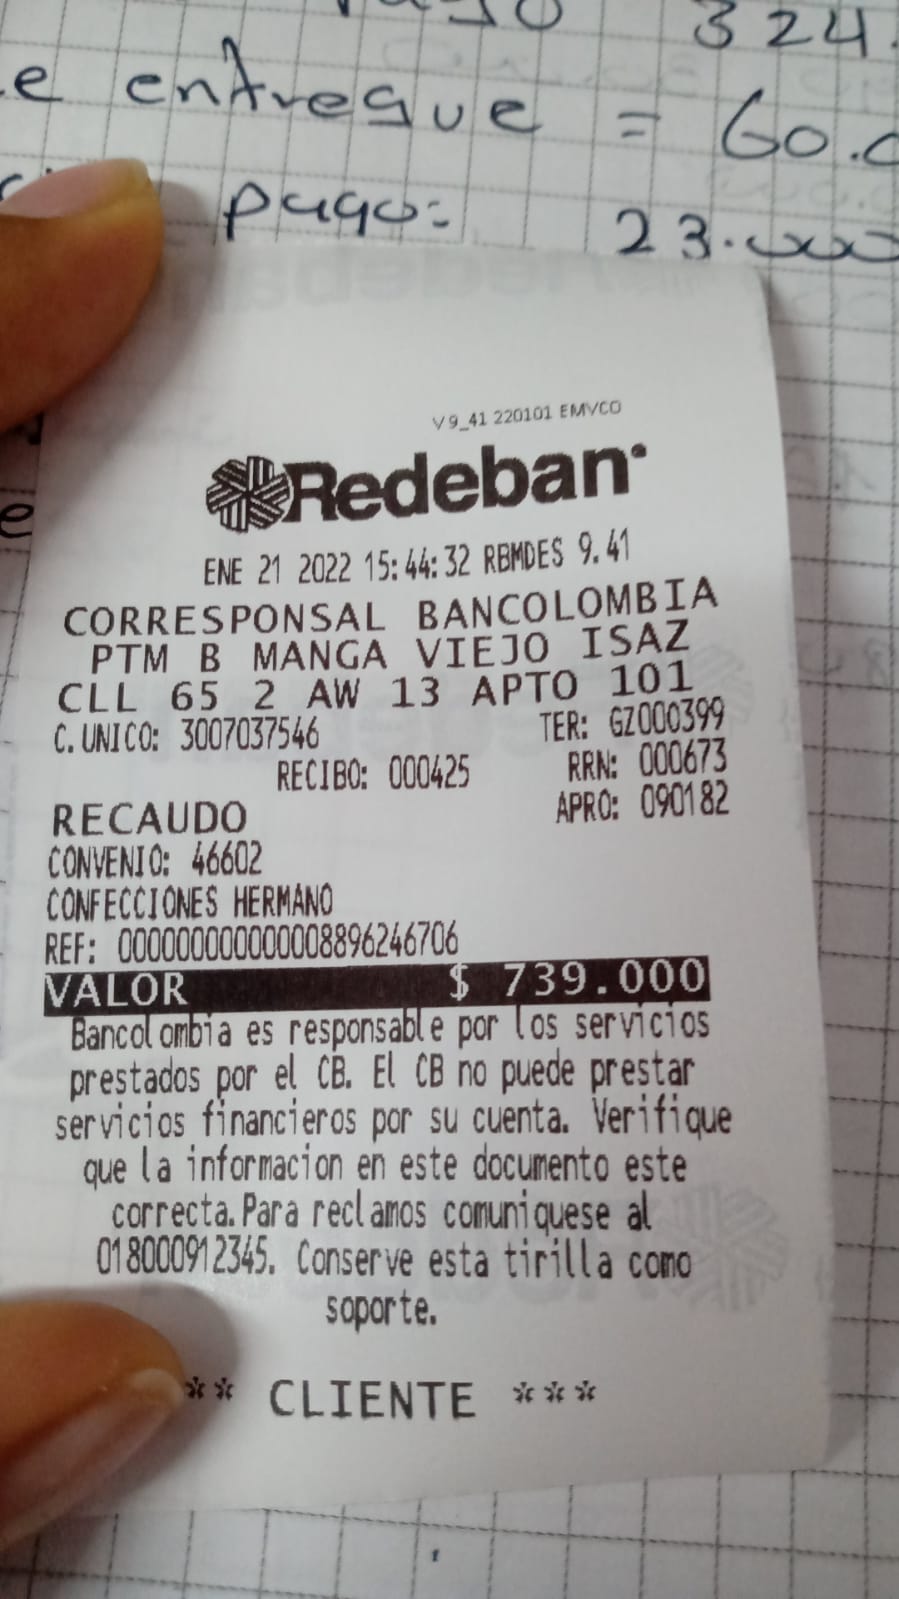 324.
e entregue = 60.0
pago: 23.000
V9_41 220101 EMVCO
Redeban
ENE 21 2022 15:44:32 RBMDES 9.41
CORRESPONSAL BANCOLOMBIA
PTM B MANGA VIEJO ISAZ
CLL 65 2 AW 13 APTO 101
C. UNICO: 3007037546 TER: GZ000399
RECIBO: 000425 RRN: 000673
RECAUDO APRO: 090182
CONVENIO: 46602
CONFECCIONES HERMANO
REF: 00000000000008896246706
VALOR $ 739.000
Bancolombia es responsable por los servicios
prestados por el CB. El CB no puede prestar
servicios financieros por su cuenta. Verifique
que la informacion en este documento este
correcta.Para reclamos comuniquese al
018000912345. Conserve esta tirilla como
soporte.
** CLIENTE ***